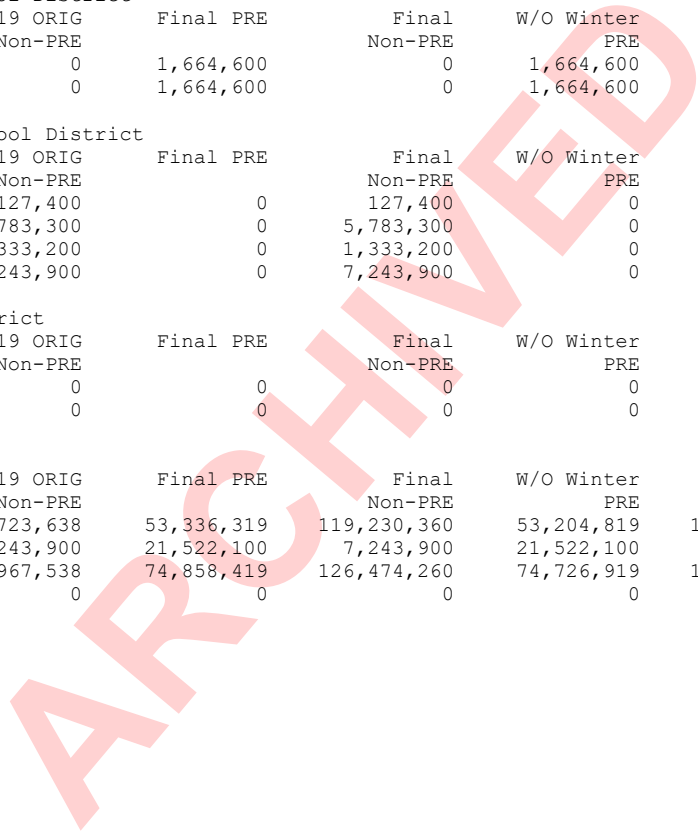 19 ORIG Final PRE Final W/O Winter
Non-PRE Non-PRE PRE
0 1,664,600 0 1,664,600
0 1,664,600 0 1,664,600
ool District
19 ORIG Final PRE Final W/O Winter
Non-PRE Non-PRE PRE
127,400 0 127,400 0
783,300 0 5,783,300 0
333,200 0 1,333,200 0
243,900 0 7,243,900 0
rict
19 ORIG Final PRE Final W/O Winter
Non-PRE Non-PRE PRE
0 0 0 0
0 0 0 0
19 ORIG Final PRE Final W/O Winter
Non-PRE Non-PRE PRE
723,638 53,336,319 119,230,360 53,204,819 1
243,900 21,522,100 7,243,900 21,522,100
967,538 74,858,419 126,474,260 74,726,919 1
0 0 0 0
ARCHIVED